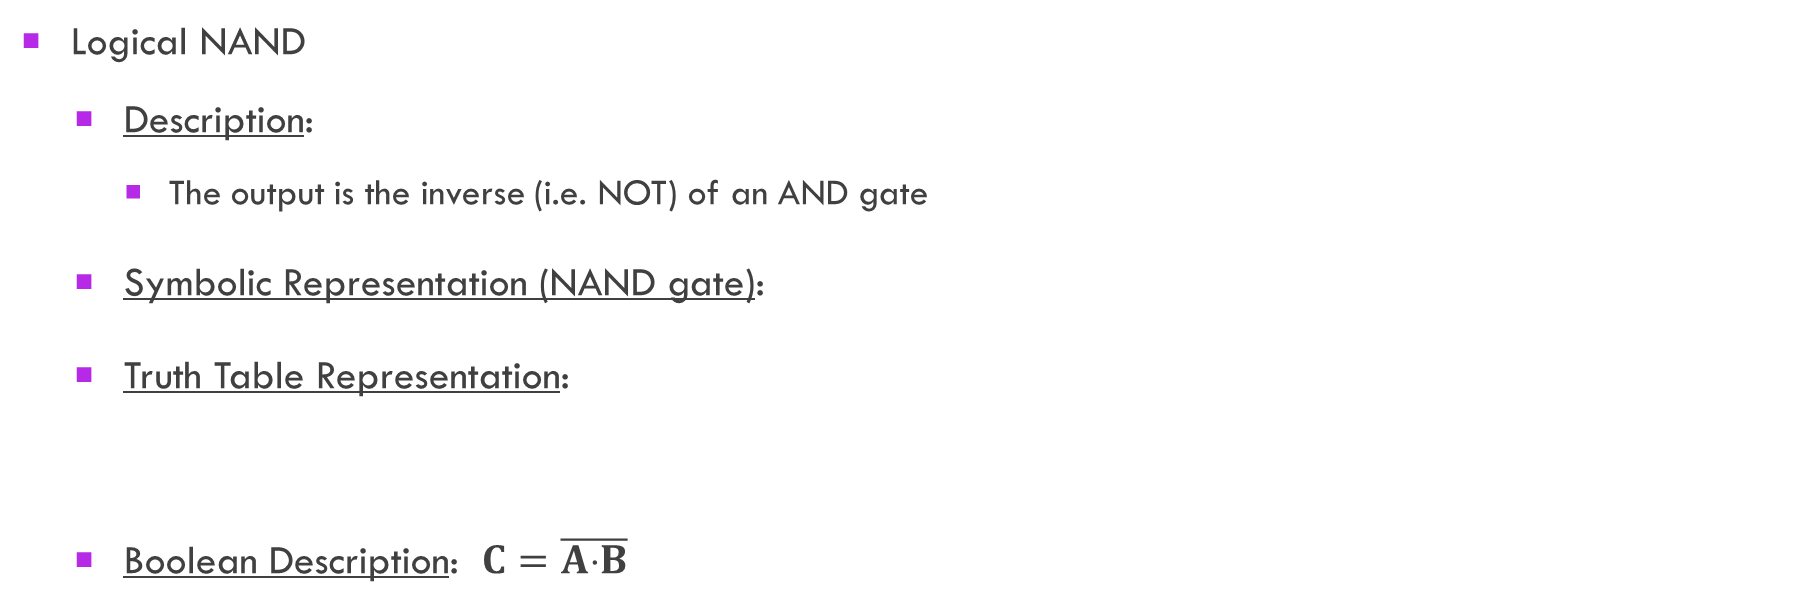 Logical NAND
Description:
The output is the inverse (i.e. NOT) of an AND gate
Symbolic Representation (NAND gate):
Truth Table Representation:
Boolean Description: C = A̅·̅B̅